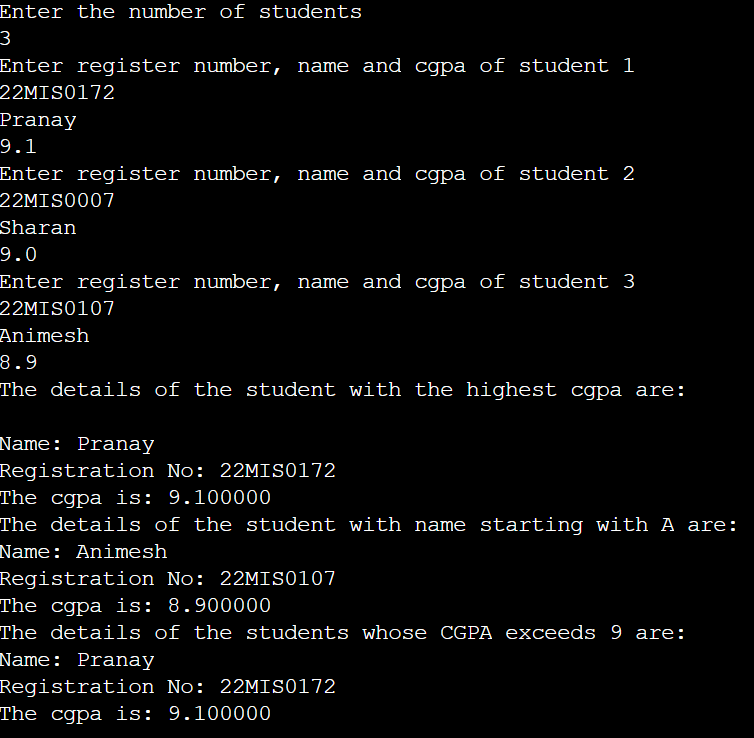 Enter the number of students
3
Enter register number, name and cgpa of student 1
22MIS0172
Pranay
9.1
Enter register number, name and cgpa of student 2
22MIS0007
Sharan
9.0
Enter register number, name and cgpa of student 3
22MIS0107
Animesh
8.9
The details of the student with the highest cgpa are:

Name: Pranay
Registration No: 22MIS0172
The cgpa is: 9.100000
The details of the student with name starting with A are:
Name: Animesh
Registration No: 22MIS0107
The cgpa is: 8.900000
The details of the students whose CGPA exceeds 9 are:
Name: Pranay
Registration No: 22MIS0172
The cgpa is: 9.100000